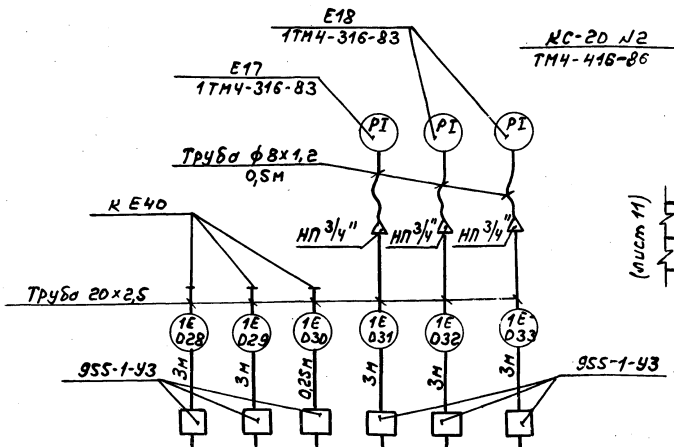 E18
1ТМ4-316-83
КС-20 №2
ТМ4-416-86
E17
1ТМ4-316-83
PI
PI
PI
Труба ф8х1,2
0,5м
к Е40
НП 3/4"
НП 3/4"
НП 3/4"
(лист 11)
Труба 20х2,5
1Е D28
1Е D29
1Е D30
1Е D31
1Е D32
1Е- D33
3м
3м
0,25м
3м
3м
3м
955-1-У3
955-1-У3